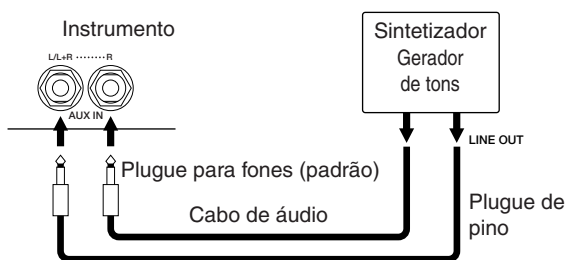 Instrumento
L/L+R ········ R
AUX IN
Sintetizador
Gerador
de tons
LINE OUT
Plugue para fones (padrão)
Cabo de áudio
Plugue de
pino